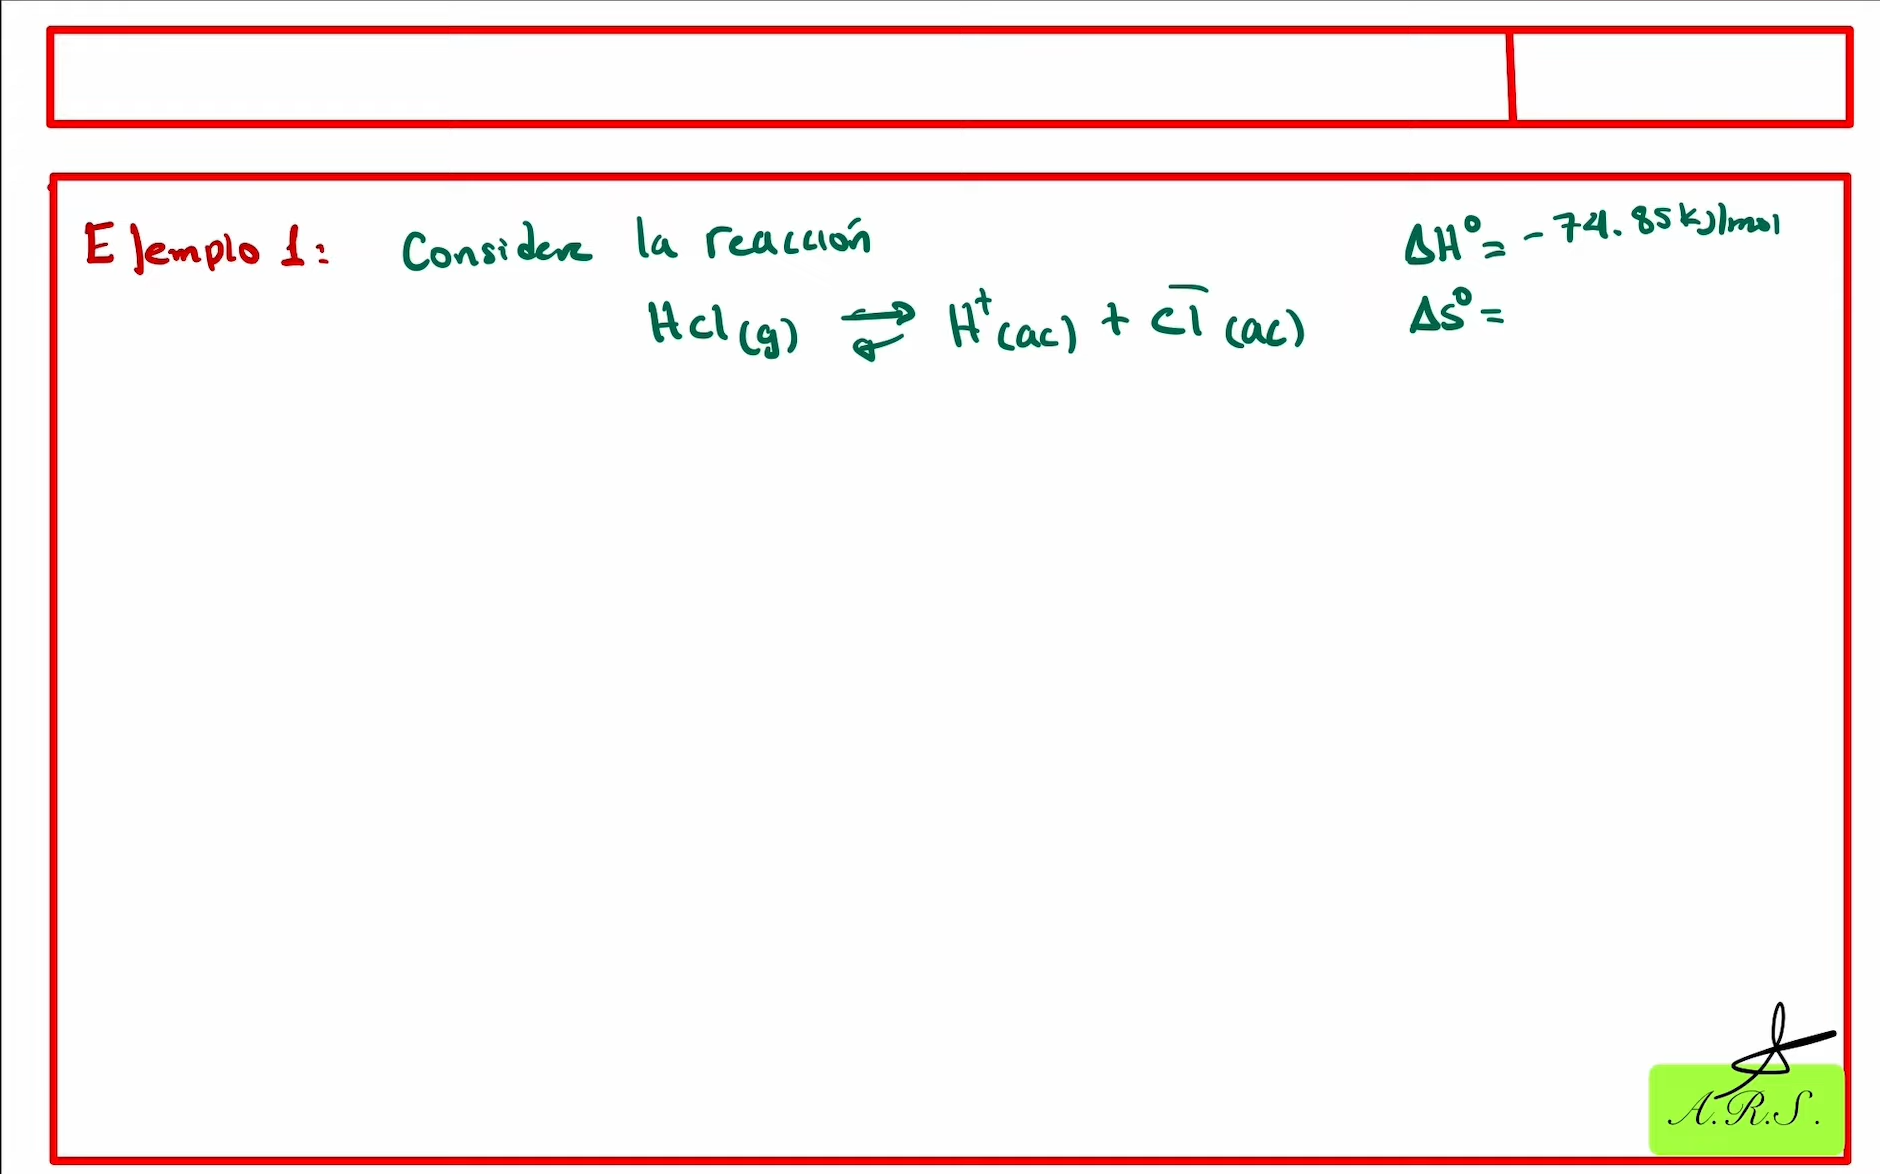 Ejemplo 1: Considere la reacción ΔH° = -74.85 kJ/mol
HCl(g) ⇌ H⁺(ac) + Cl⁻(ac) ΔS° =
A.R.S.